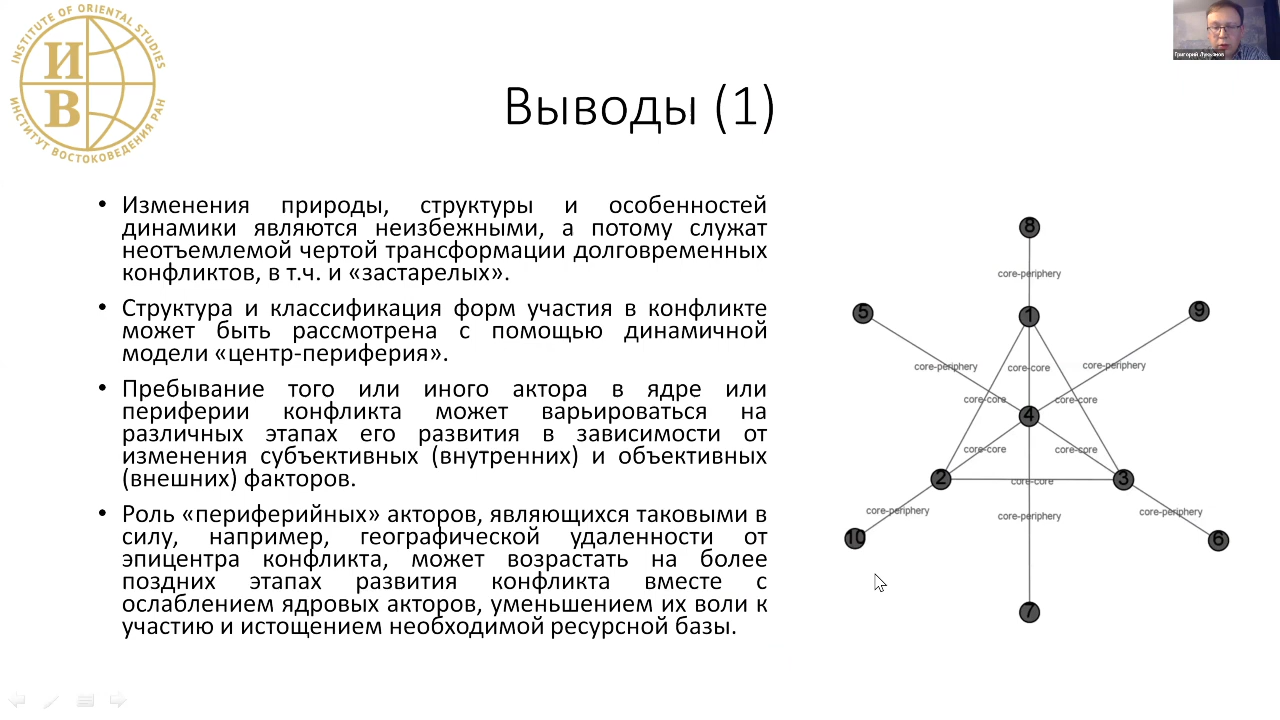 INSTITUTE OF ORIENTAL STUDIES
И
В
ИНСТИТУТ ВОСТОКОВЕДЕНИЯ РАН
Григорий Лукьянов
Выводы (1)
• Изменения природы, структуры и особенностей
динамики являются неизбежными, а потому служат
неотъемлемой чертой трансформации долговременных
конфликтов, в т.ч. и «застарелых».
• Структура и классификация форм участия в конфликте
может быть рассмотрена с помощью динамичной
модели «центр-периферия».
• Пребывание того или иного актора в ядре или
периферии конфликта может варьироваться на
различных этапах его развития в зависимости от
изменения субъективных (внутренних) и объективных
(внешних) факторов.
• Роль «периферийных» акторов, являющихся таковыми в
силу, например, географической удаленности от
эпицентра конфликта, может возрастать на более
поздних этапах развития конфликта вместе с
ослаблением ядровых акторов, уменьшением их воли к
участию и истощением необходимой ресурсной базы.
8
core-periphery
5
1
9
core-periphery
core-core
core-periphery
core-core
core-core
4
core-core
core-core
2
core-core
3
core-periphery
core-periphery
core-periphery
10
6
7